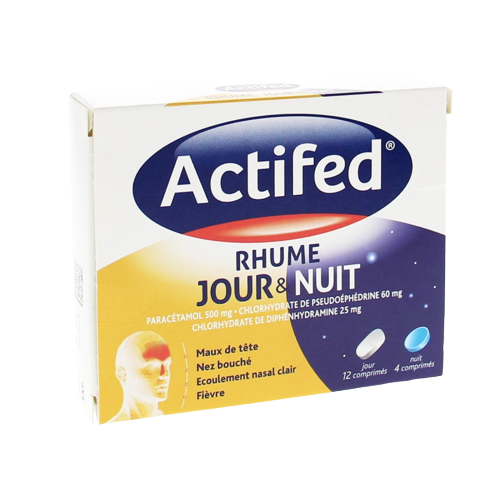 Actifed®
RHUME
JOUR & NUIT
PARACÉTAMOL 500 mg • CHLORHYDRATE DE PSEUDOÉPHÉDRINE 60 mg
CHLORHYDRATE DE DIPHENHYDRAMINE 25 mg
Maux de tête
Nez bouché
Ecoulement nasal clair
Fièvre
jour
12 comprimés
nuit
4 comprimés